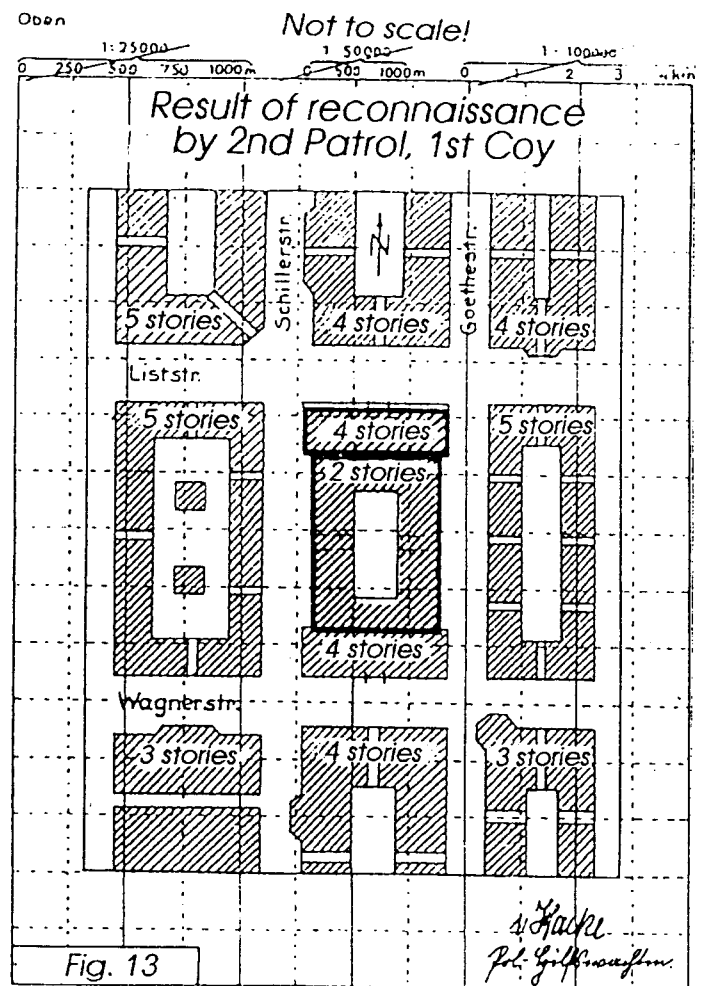 Oben
Not to scale!
1:25000
1 50000
1 · 100000
0 250 500 750 1000m
0 500 1000m
0 1 2 3 4km
Result of reconnaissance
by 2nd Patrol, 1st Coy
Schillerstr.
N
Goethestr.
5 stories
4 stories
4 stories
Liststr.
5 stories
4 stories
5 stories
2 stories
4 stories
Wagnerstr.
3 stories
4 stories
3 stories
Fig. 13
Pol.-